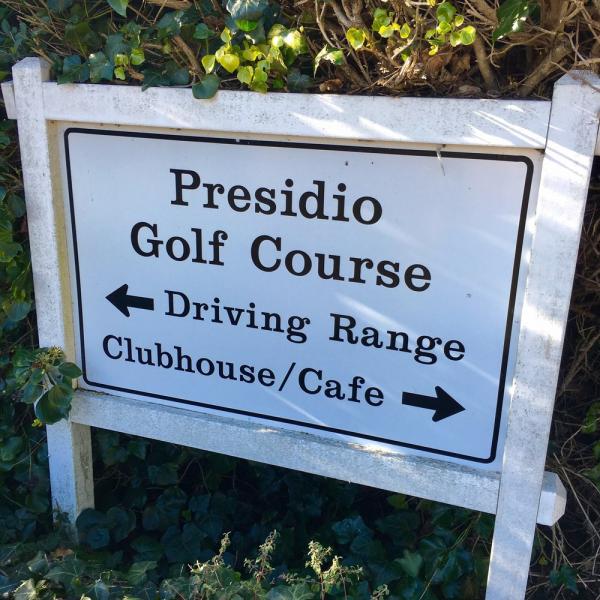 Presidio
Golf Course
← Driving Range
Clubhouse/Cafe →